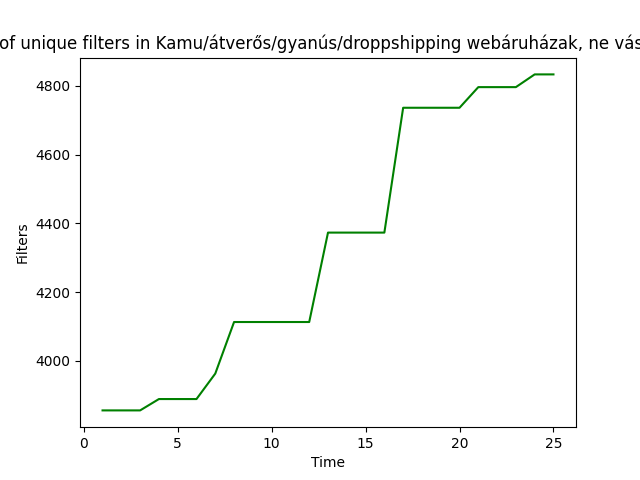 of unique filters in Kamu/átverős/gyanús/droppshipping webáruházak, ne vás
4800
4600
4400
4200
4000
Filters
0 5 10 15 20 25
Time